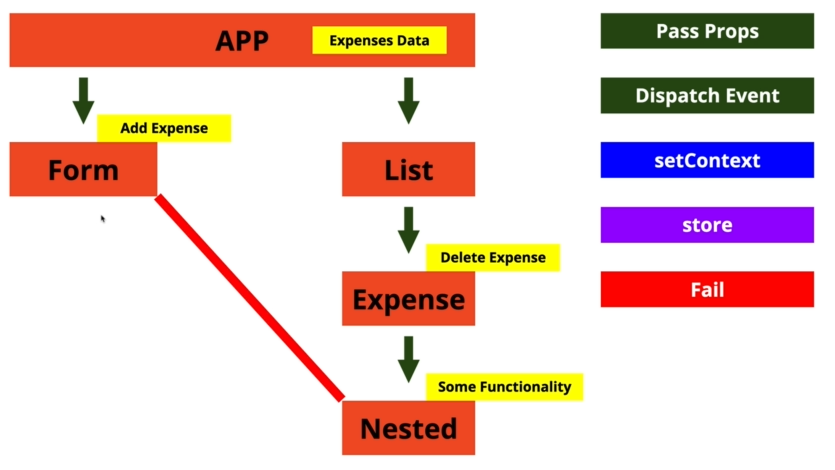 APP
Expenses Data
Pass Props
Dispatch Event
Add Expense
Form
List
setContext
store
Delete Expense
Expense
Fail
Some Functionality
Nested